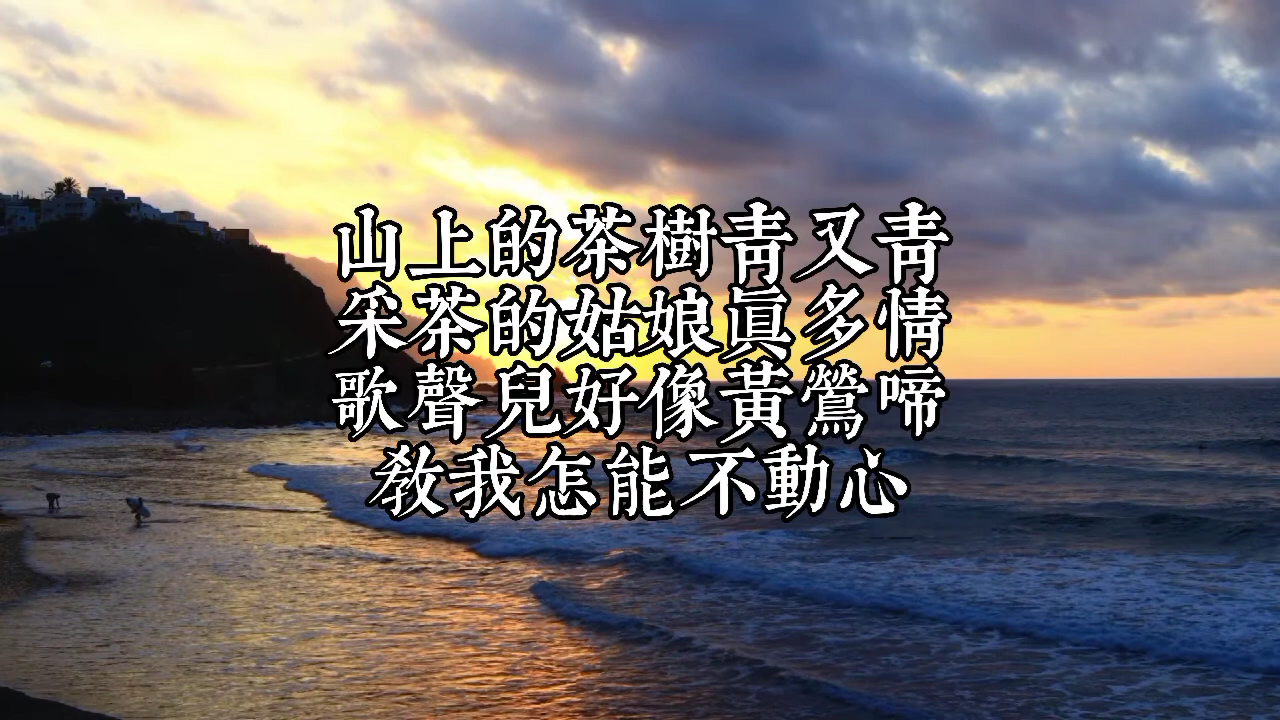 山上的茶樹青又青
采茶的姑娘眞多情
歌聲兒好像黃鶯啼
教我怎能不動心